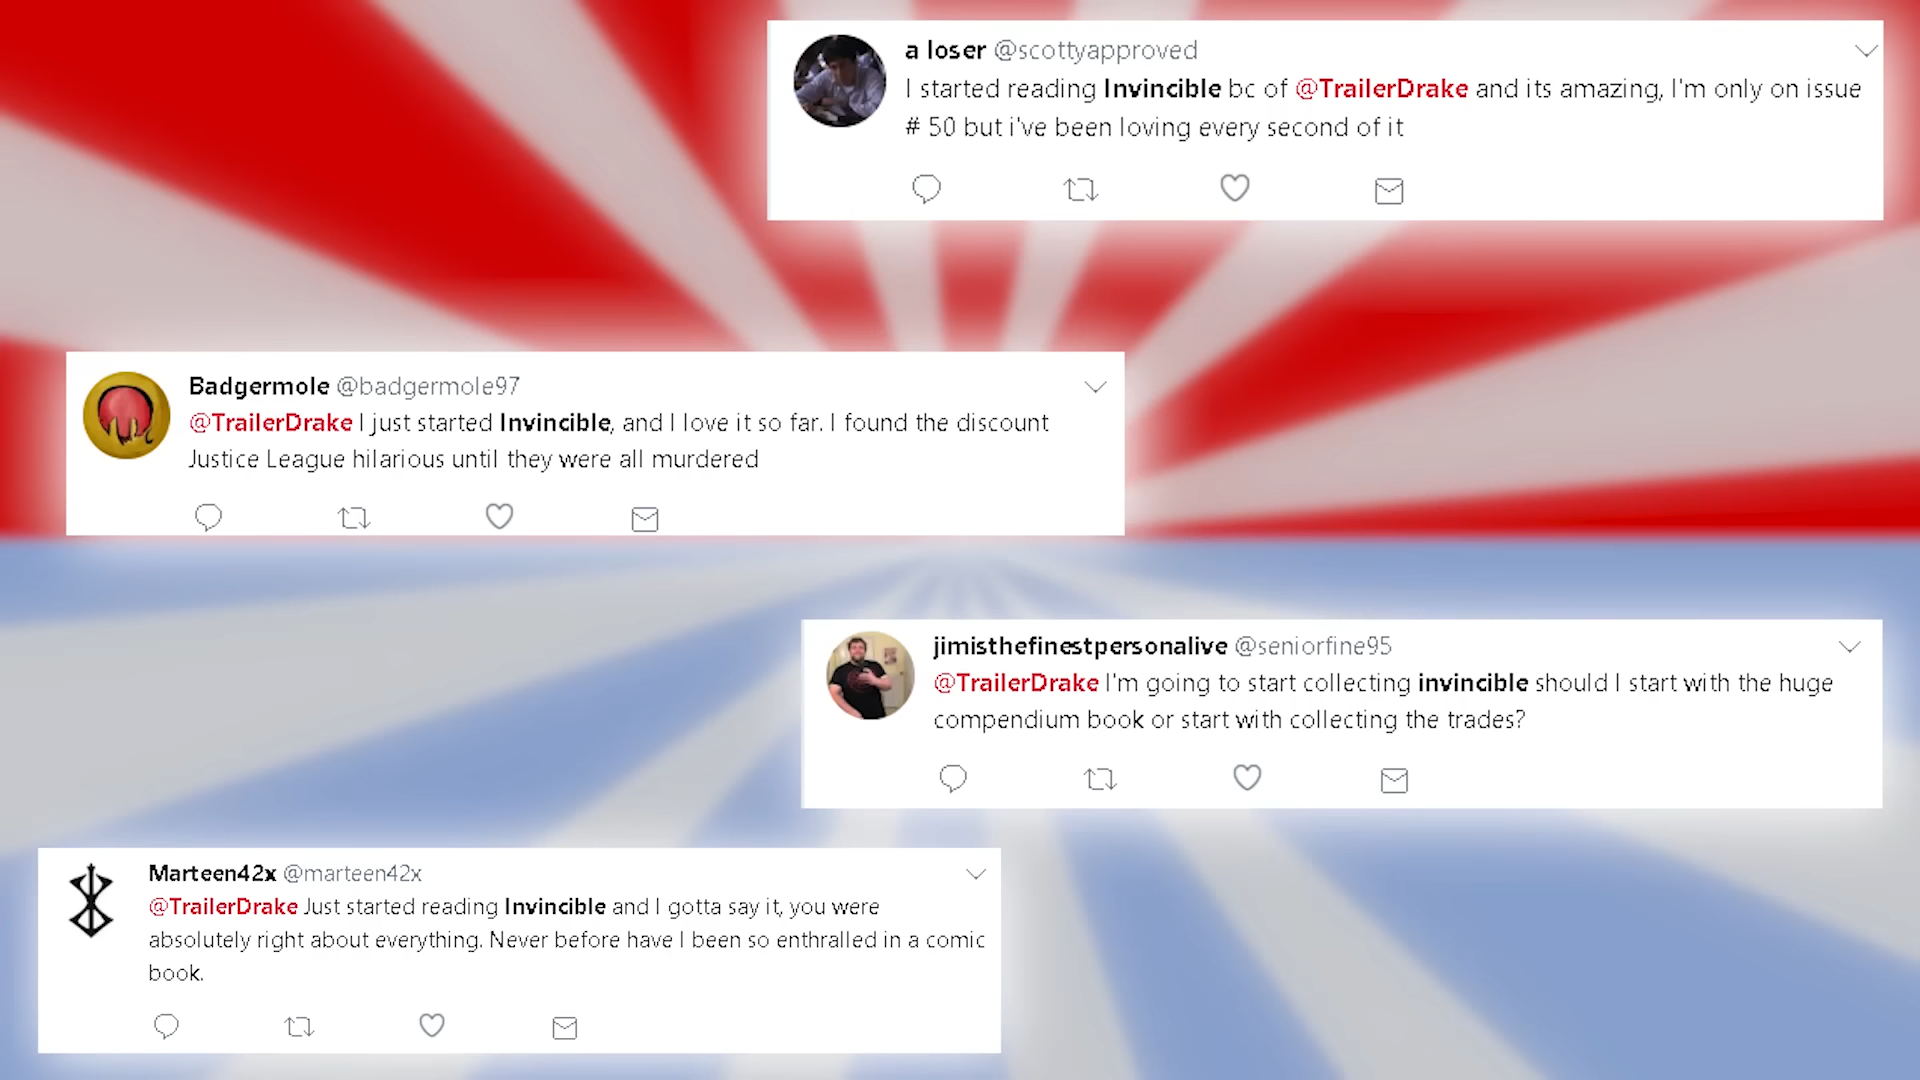 a loser @scottyapproved
I started reading Invincible bc of @TrailerDrake and its amazing, I'm only on issue
# 50 but i've been loving every second of it
Badgermole @badgermole97
@TrailerDrake I just started Invincible, and I love it so far. I found the discount
Justice League hilarious until they were all murdered
jimisthefinestpersonalive @seniorfine95
@TrailerDrake I'm going to start collecting invincible should I start with the huge
compendium book or start with collecting the trades?
Marteen42x @marteen42x
@TrailerDrake Just started reading Invincible and I gotta say it, you were
absolutely right about everything. Never before have I been so enthralled in a comic
book.